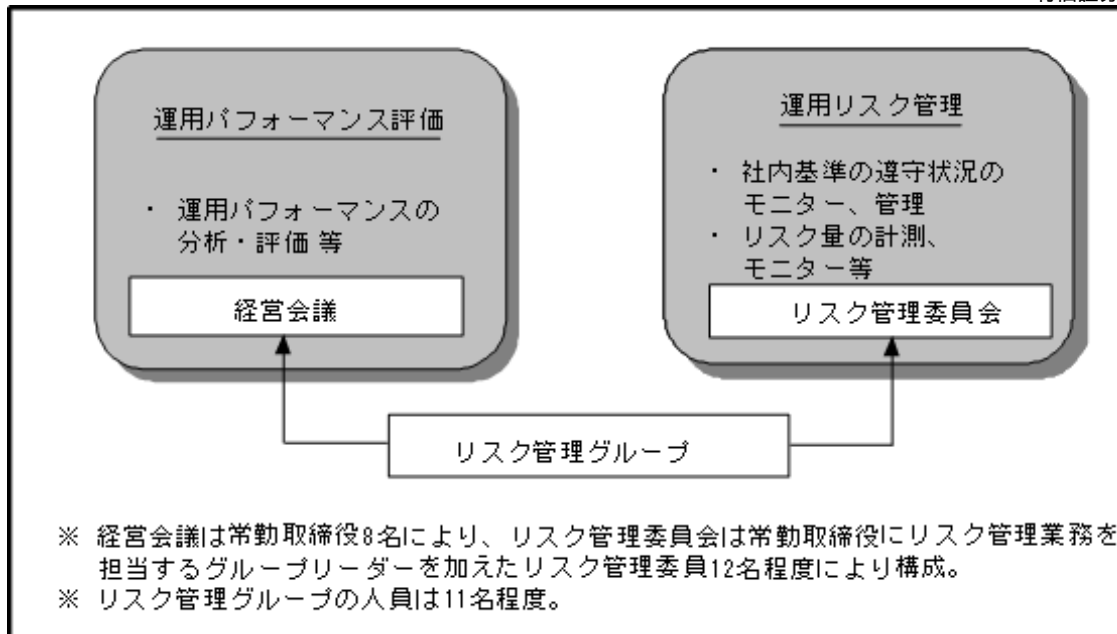 運用パフォーマンス評価
・ 運用パフォーマンスの
分析・評価 等
経営会議
運用リスク管理
・ 社内基準の遵守状況の
モニター、管理
・ リスク量の計測、
モニター等
リスク管理委員会
リスク管理グループ
※ 経営会議は常勤取締役8名により、リスク管理委員会は常勤取締役にリスク管理業務を
担当するグループリーダーを加えたリスク管理委員12名程度により構成。
※ リスク管理グループの人員は11名程度。